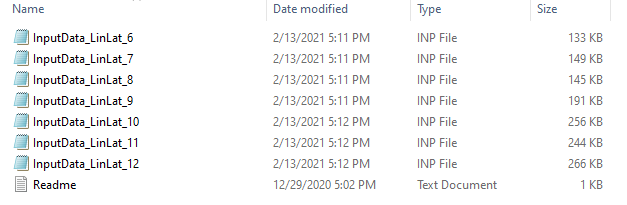 Name Date modified Type Size
InputData_LinLat_6 2/13/2021 5:11 PM INP File 133 KB
InputData_LinLat_7 2/13/2021 5:11 PM INP File 149 KB
InputData_LinLat_8 2/13/2021 5:11 PM INP File 145 KB
InputData_LinLat_9 2/13/2021 5:11 PM INP File 191 KB
InputData_LinLat_10 2/13/2021 5:12 PM INP File 256 KB
InputData_LinLat_11 2/13/2021 5:12 PM INP File 244 KB
InputData_LinLat_12 2/13/2021 5:12 PM INP File 266 KB
Readme 12/29/2020 5:02 PM Text Document 1 KB